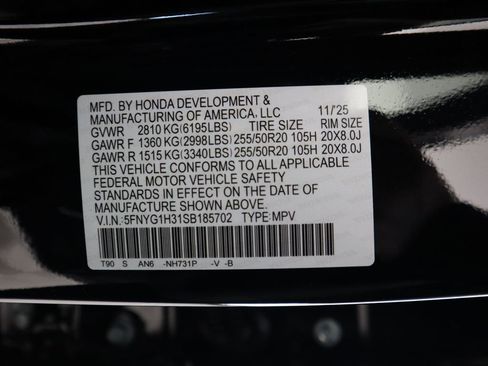 MFD. BY HONDA DEVELOPMENT &
MANUFACTURING OF AMERICA, LLC 11/25
GVWR 2810 KG(6195LBS) TIRE SIZE RIM SIZE
GAWR F 1360 KG(2998LBS) 255/50R20 105H 20X8.0J
GAWR R 1515 KG(3340LBS) 255/50R20 105H 20X8.0J
THIS VEHICLE CONFORMS TO ALL APPLICABLE
FEDERAL MOTOR VEHICLE SAFETY
STANDARDS IN EFFECT ON THE DATE OF
MANUFACTURE SHOWN ABOVE.
V.I.N.:5FNYG1H31SB185702 TYPE:MPV
T90 S AN6 -NH731P -V -B